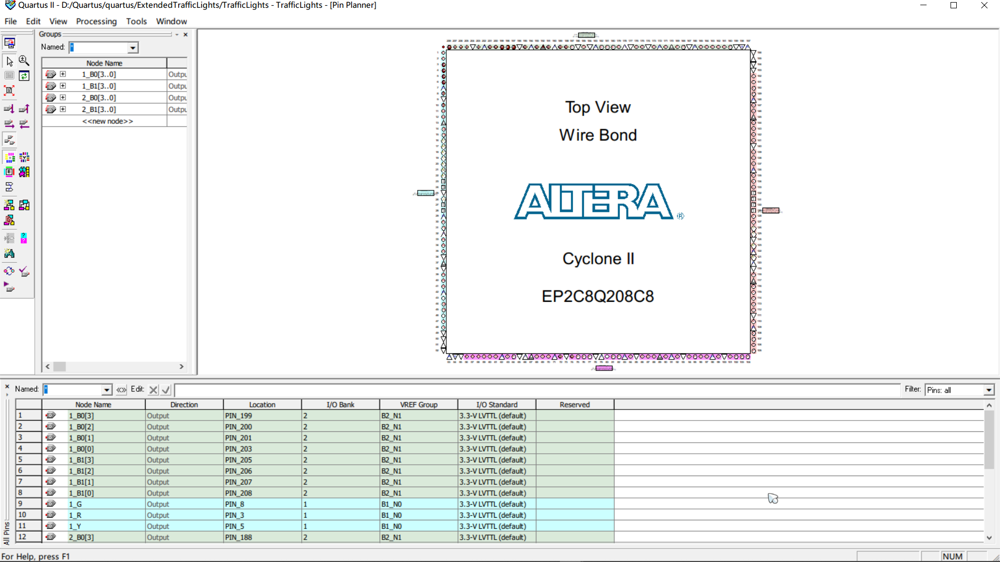 Quartus II - D:/Quartus/quartus/ExtendedTrafficLights/TrafficLights - TrafficLights - [Pin Planner]
File Edit View Processing Tools Window
Groups
Named: *
Node Name
1_B0[3..0] Outpu
1_B1[3..0] Outpu
2_B0[3..0] Outpu
2_B1[3..0] Outpu
<<new node>>
Top View
Wire Bond
ALTERA ®
Cyclone II
EP2C8Q208C8
Named: * Edit: Filter: Pins: all
Node Name Direction Location I/O Bank VREF Group I/O Standard Reserved
1 1_B0[3] Output PIN_199 2 B2_N1 3.3-V LVTTL (default)
2 1_B0[2] Output PIN_200 2 B2_N1 3.3-V LVTTL (default)
3 1_B0[1] Output PIN_201 2 B2_N1 3.3-V LVTTL (default)
4 1_B0[0] Output PIN_203 2 B2_N1 3.3-V LVTTL (default)
5 1_B1[3] Output PIN_205 2 B2_N1 3.3-V LVTTL (default)
6 1_B1[2] Output PIN_206 2 B2_N1 3.3-V LVTTL (default)
7 1_B1[1] Output PIN_207 2 B2_N1 3.3-V LVTTL (default)
8 1_B1[0] Output PIN_208 2 B2_N1 3.3-V LVTTL (default)
9 1_G Output PIN_8 1 B1_N0 3.3-V LVTTL (default)
10 1_R Output PIN_3 1 B1_N0 3.3-V LVTTL (default)
11 1_Y Output PIN_5 1 B1_N0 3.3-V LVTTL (default)
12 2_B0[3] Output PIN_188 2 B2_N1 3.3-V LVTTL (default)
All Pins
For Help, press F1
NUM